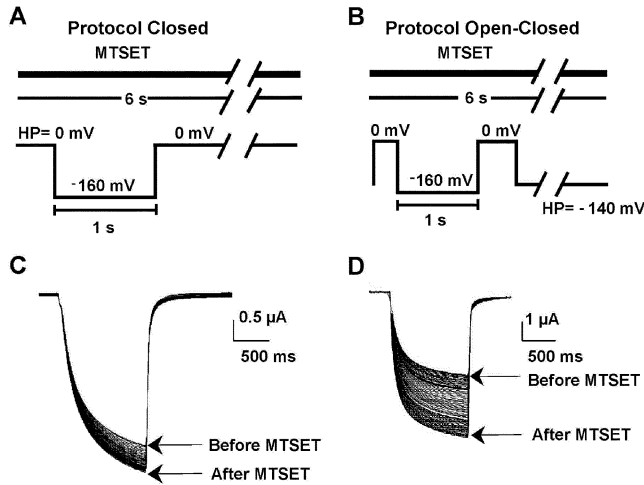 A
Protocol Closed
MTSET
6 s
HP= 0 mV
0 mV
-160 mV
1 s
B
Protocol Open-Closed
MTSET
6 s
0 mV
0 mV
-160 mV
1 s
HP= - 140 mV
C
0.5 µA
500 ms
Before MTSET
After MTSET
D
1 µA
500 ms
Before MTSET
After MTSET